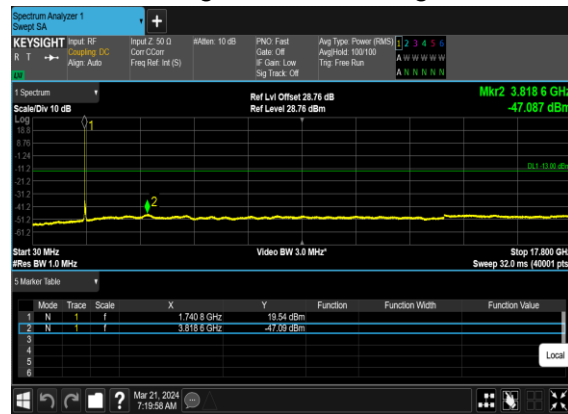 Spectrum Analyzer 1
Swept SA
+
KEYSIGHT Input: RF Input Z: 50 Ω #Atten: 10 dB PNO: Fast Avg Type: Power (RMS) 1 2 3 4 5 6
R T Coupling: DC Corr CCorr Gate: Off Avg|Hold: 100/100 A W W W W W
Align: Auto Freq Ref: Int (S) IF Gain: Low Trig: Free Run
Sig Track: Off A N N N N N
LW
1 Spectrum Ref Lvl Offset 28.76 dB Mkr2 3.818 6 GHz
Scale/Div 10 dB Ref Level 28.76 dBm -47.087 dBm
Log
18.8
8.76
-1.24
-11.2
-21.2
-31.2
-41.2
-51.2
-61.2
1
DL1 -13.00 dBm
2
Start 30 MHz Video BW 3.0 MHz* Stop 17.800 GHz
#Res BW 1.0 MHz Sweep 32.0 ms (40001 pts)
5 Marker Table
Mode Trace Scale X Y Function Function Width Function Value
1 N 1 f 1.740 8 GHz 19.54 dBm
2 N 1 f 3.818 6 GHz -47.09 dBm
3
4
5
6
Local
? Mar 21, 2024
7:19:58 AM